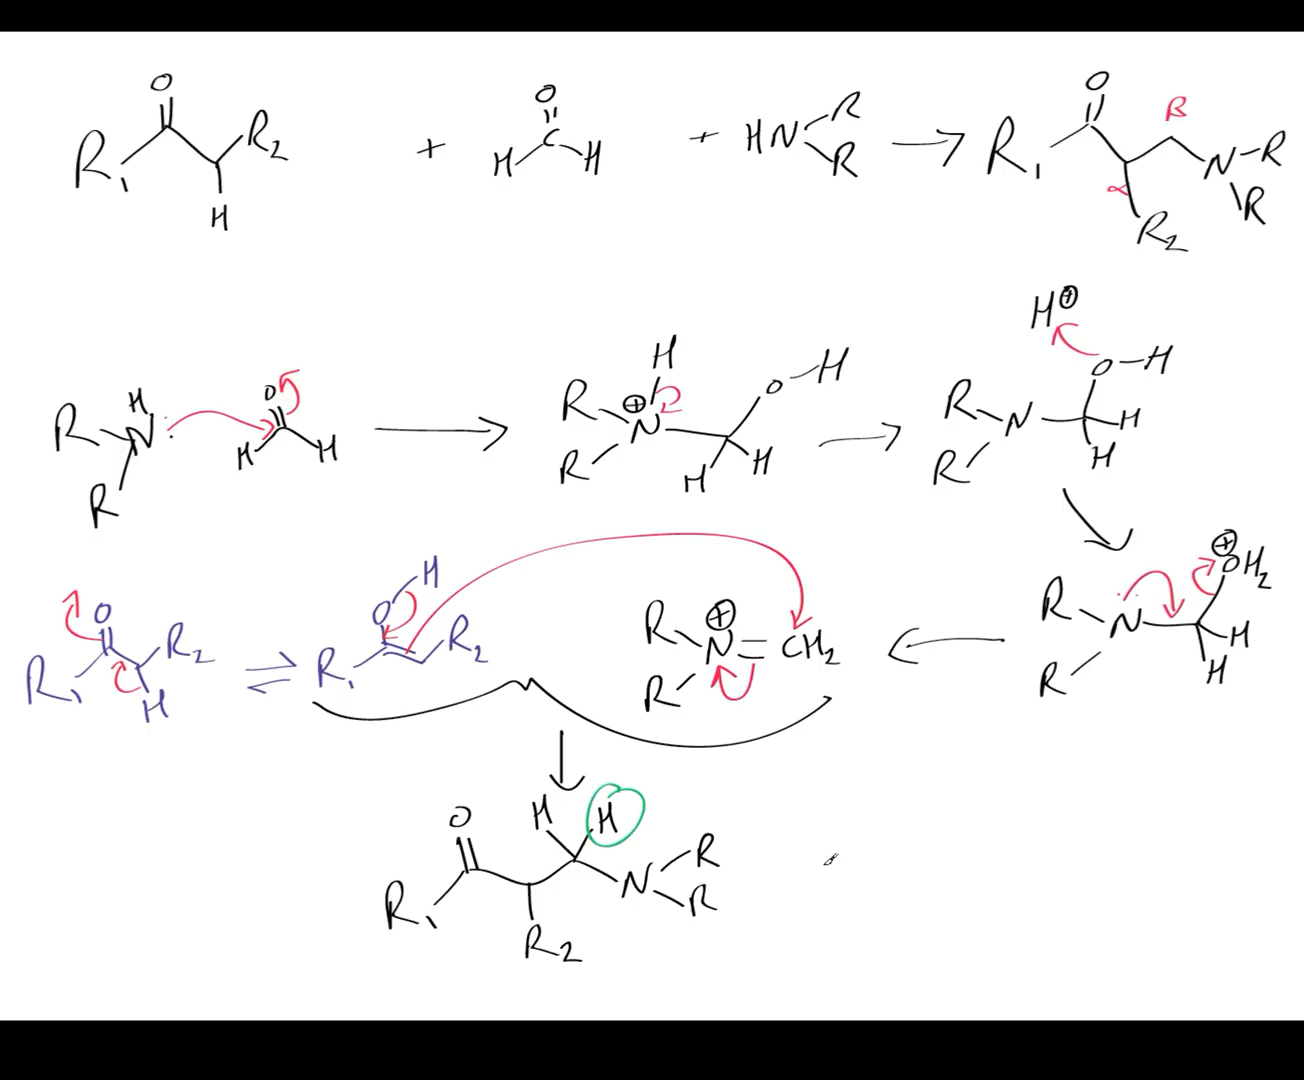 O O O
R1 R2 H + H C H + HN R R → R1 α β R2 N R R
H⊕
R R N H : O H H → R R N ⊕ H O H H H → R R N O H H H
R R N ⊕ OH2 H H
O R1 R2 H ⇌ O H R1 R2 R R N ⊕ = CH2 ←
O H H
R1 R2 N R R